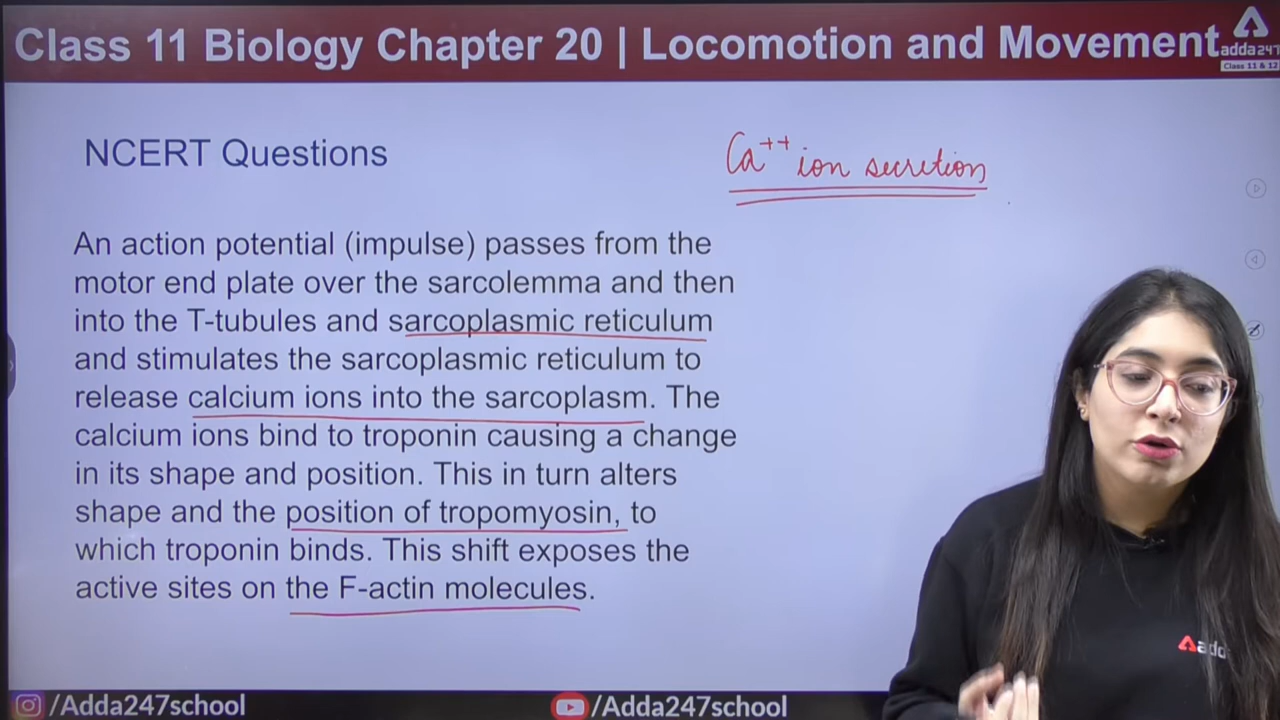 Class 11 Biology Chapter 20 | Locomotion and Movement
adda247
Class 11 & 12
NCERT Questions
Ca++ ion secretion
An action potential (impulse) passes from the
motor end plate over the sarcolemma and then
into the T-tubules and sarcoplasmic reticulum
and stimulates the sarcoplasmic reticulum to
release calcium ions into the sarcoplasm. The
calcium ions bind to troponin causing a change
in its shape and position. This in turn alters
shape and the position of tropomyosin, to
which troponin binds. This shift exposes the
active sites on the F-actin molecules.
add
/Adda247school
/Adda247school